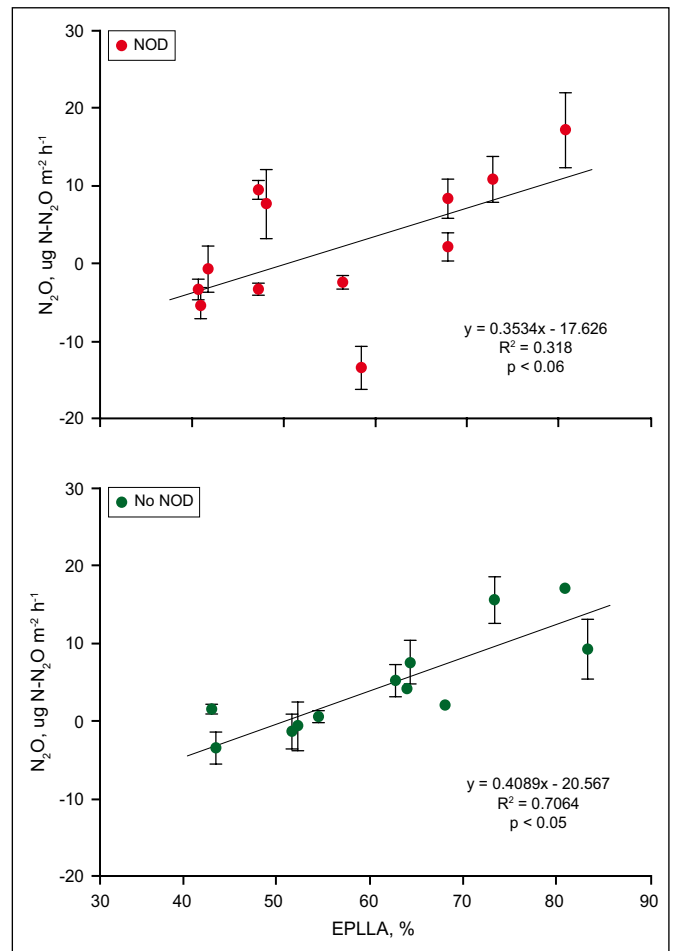 30
NOD
20
10
0
-10
-20
N₂O, ug N-N₂O m⁻² h⁻¹
y = 0.3534x - 17.626
R² = 0.318
p < 0.06
30
No NOD
20
10
0
-10
-20
N₂O, ug N-N₂O m⁻² h⁻¹
y = 0.4089x - 20.567
R² = 0.7064
p < 0.05
30 40 50 60 70 80 90
EPLLA, %